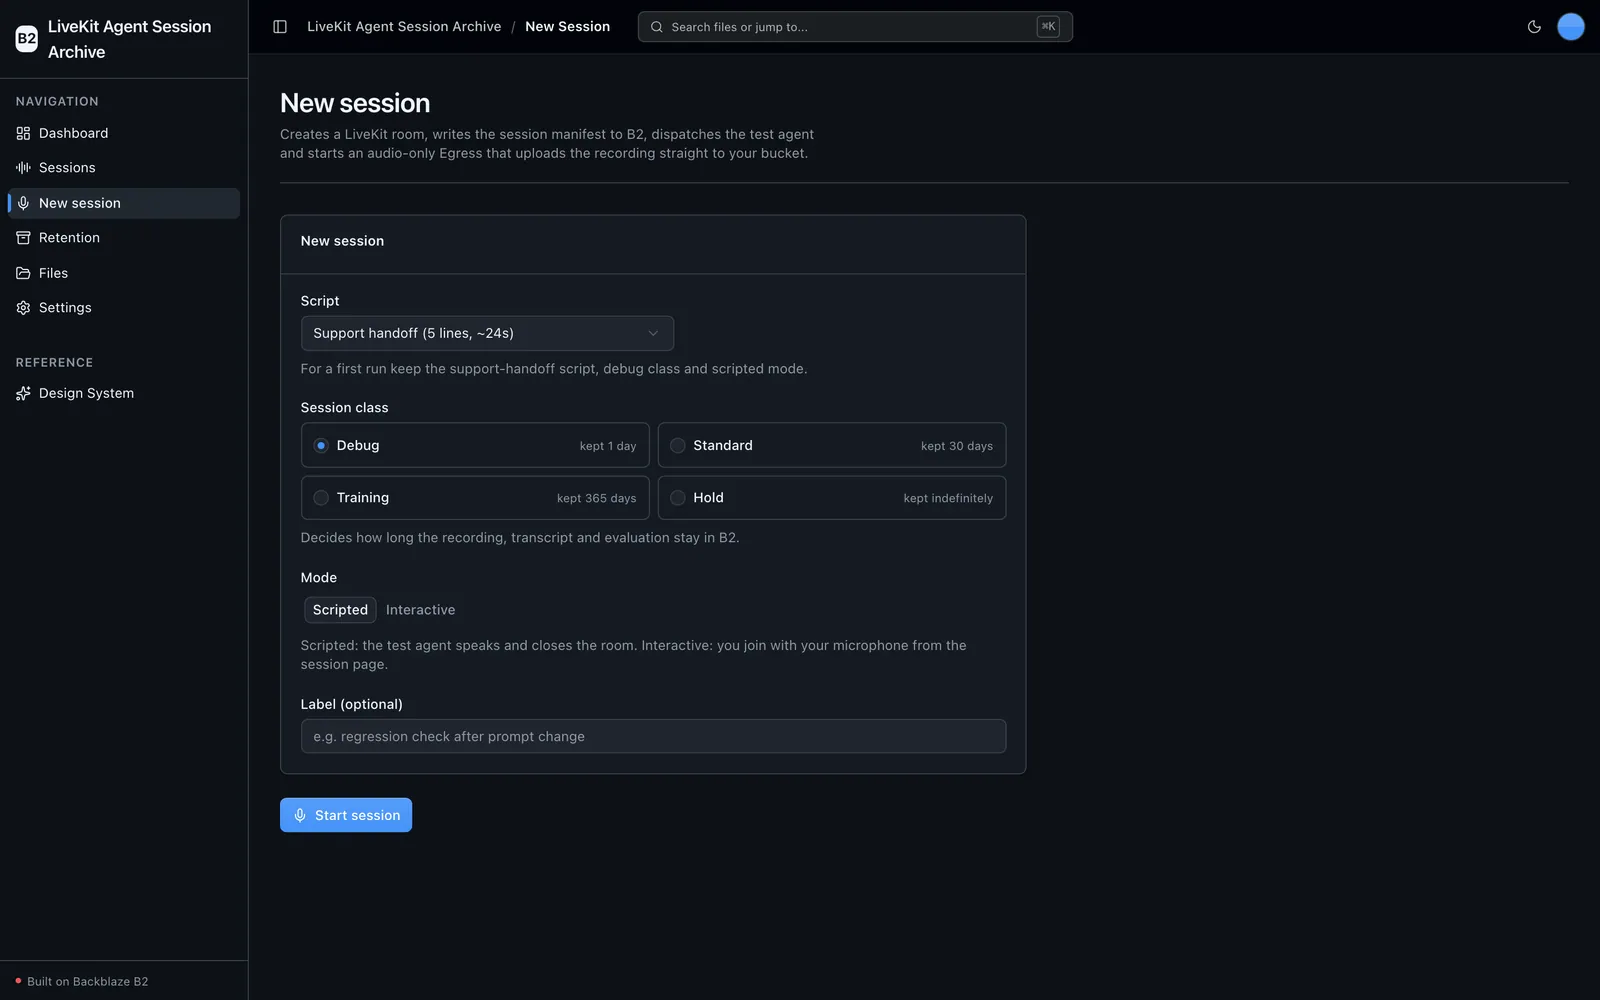 B2
LiveKit Agent Session
Archive
NAVIGATION
Dashboard
Sessions
New session
Retention
Files
Settings
REFERENCE
Design System
Built on Backblaze B2
LiveKit Agent Session Archive / New Session
Search files or jump to...
⌘K
New session
Creates a LiveKit room, writes the session manifest to B2, dispatches the test agent
and starts an audio-only Egress that uploads the recording straight to your bucket.
New session
Script
Support handoff (5 lines, ~24s)
For a first run keep the support-handoff script, debug class and scripted mode.
Session class
Debug kept 1 day
Standard kept 30 days
Training kept 365 days
Hold kept indefinitely
Decides how long the recording, transcript and evaluation stay in B2.
Mode
Scripted Interactive
Scripted: the test agent speaks and closes the room. Interactive: you join with your microphone from the
session page.
Label (optional)
e.g. regression check after prompt change
Start session